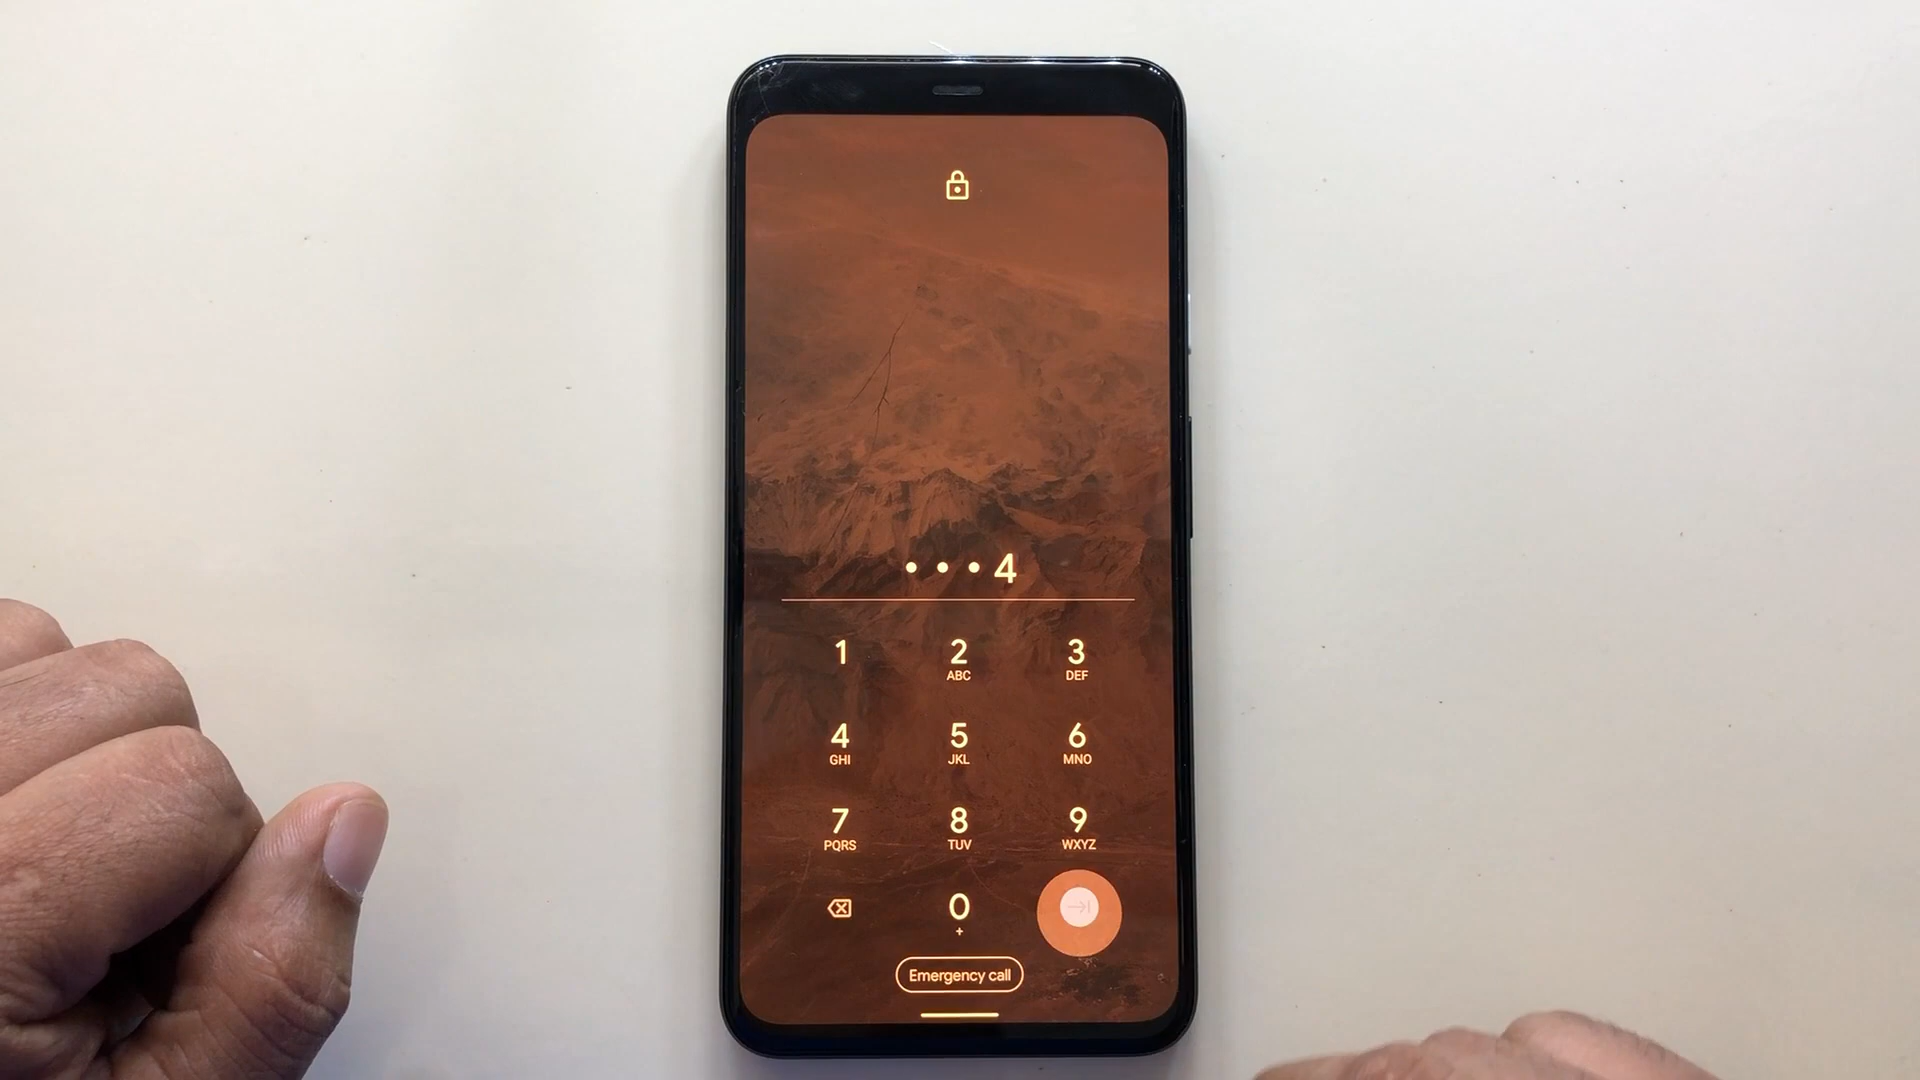 • • • 4
1 2 3
ABC DEF
4 5 6
GHI JKL MNO
7 8 9
PQRS TUV WXYZ
0
+
Emergency call